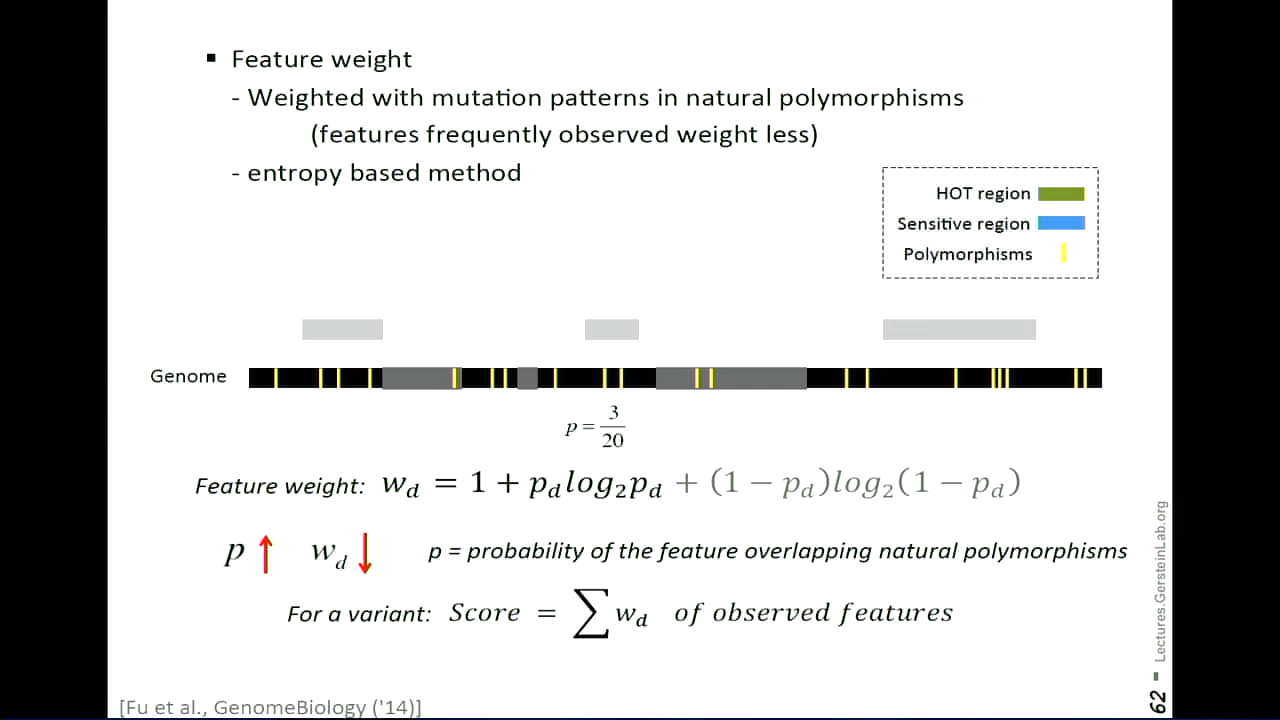 ▪ Feature weight
- Weighted with mutation patterns in natural polymorphisms
(features frequently observed weight less)
- entropy based method
HOT region
Sensitive region
Polymorphisms
Genome
p = 3/20
Feature weight: w_d = 1 + p_d log_2 p_d + (1 − p_d) log_2 (1 − p_d)
p ↑ w_d ↓ p = probability of the feature overlapping natural polymorphisms
For a variant: Score = ∑ w_d of observed features
[Fu et al., GenomeBiology ('14)]
62 - Lectures.GersteinLab.org